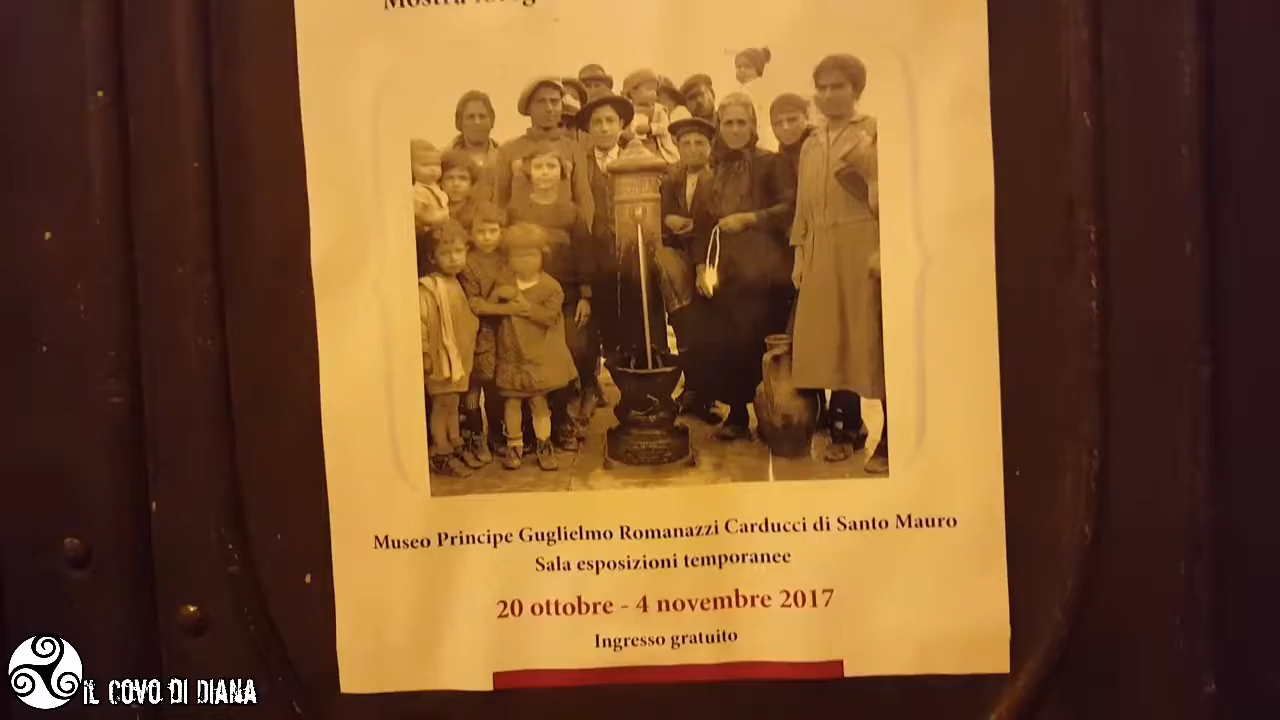 Mostra
Museo Principe Guglielmo Romanazzi Carducci di Santo Mauro
Sala esposizioni temporanee
20 ottobre - 4 novembre 2017
Ingresso gratuito
IL COVO DI DIANA